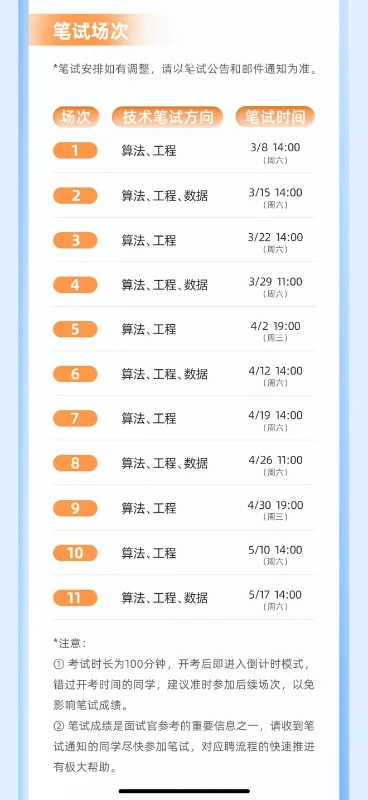 笔试场次
*笔试安排如有调整，请以笔试公告和邮件通知为准。
场次 技术笔试方向 笔试时间
1 算法、工程 3/8 14:00
（周六）
2 算法、工程、数据 3/15 14:00
（周六）
3 算法、工程 3/22 14:00
（周六）
4 算法、工程、数据 3/29 11:00
（周六）
5 算法、工程 4/2 19:00
（周三）
6 算法、工程、数据 4/12 14:00
（周六）
7 算法、工程 4/19 14:00
（周六）
8 算法、工程、数据 4/26 11:00
（周六）
9 算法、工程 4/30 19:00
（周三）
10 算法、工程 5/10 14:00
（周六）
11 算法、工程、数据 5/17 14:00
（周六）
*注意：
① 考试时长为100分钟，开考后即进入倒计时模式，
错过开考时间的同学，建议准时参加后续场次，以免
影响笔试成绩。
② 笔试成绩是面试官参考的重要信息之一，请收到笔
试通知的同学尽快参加笔试，对应聘流程的快速推进
有极大帮助。